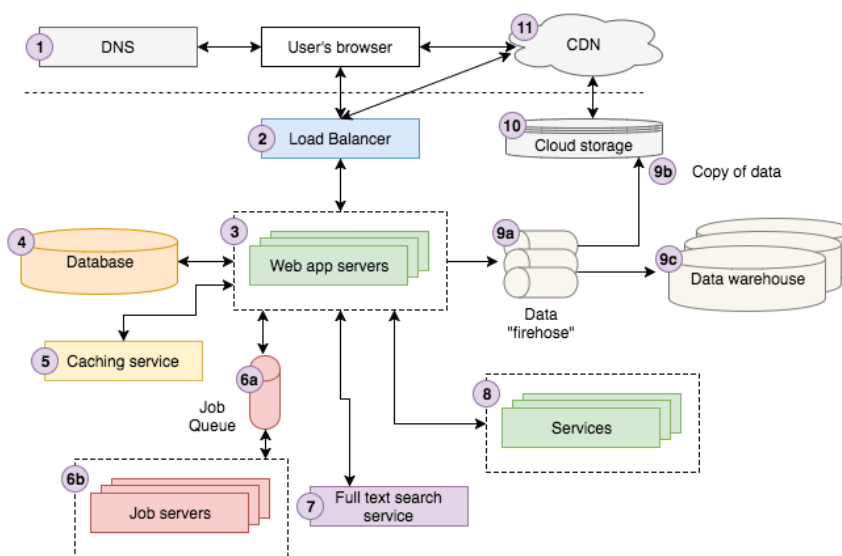 1
DNS
User's browser
11
CDN
2
Load Balancer
10
Cloud storage
9b
Copy of data
3
Web app servers
4
Database
9a
Data
"firehose"
9c
Data warehouse
5
Caching service
6a
Job
Queue
8
Services
6b
Job servers
7
Full text search
service